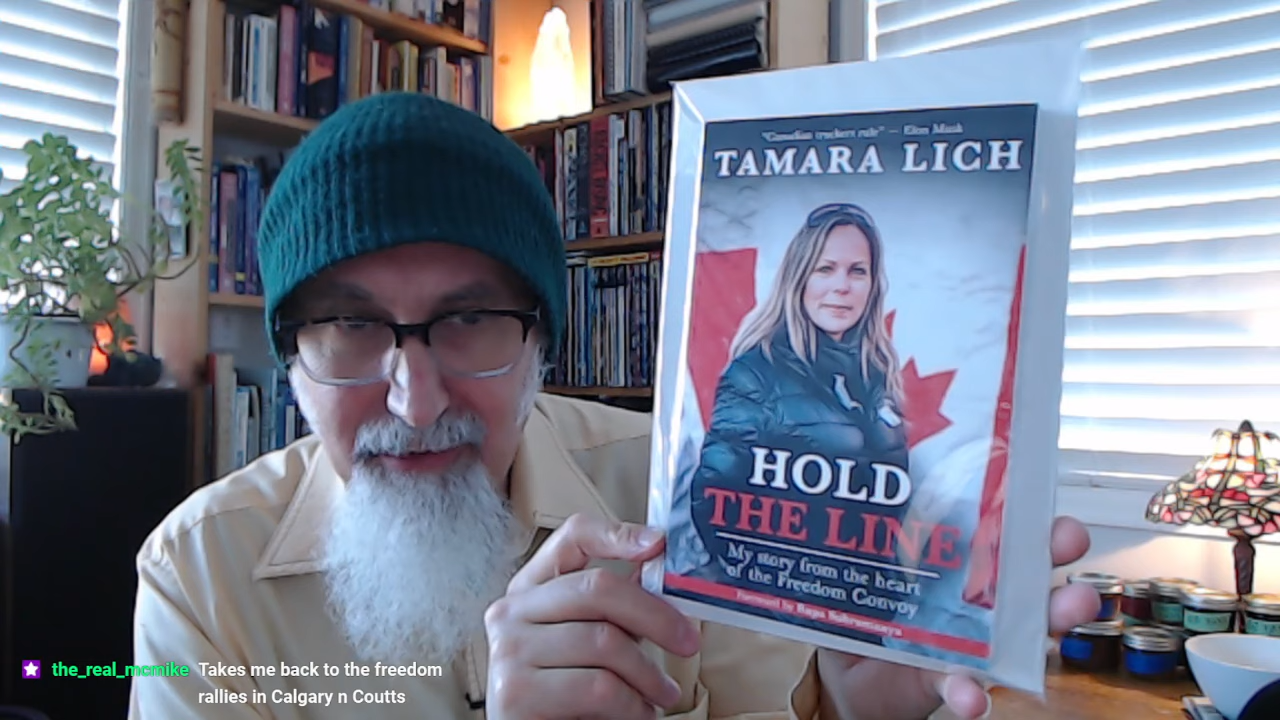 "Canadian truckers rule" — Elon Musk
TAMARA LICH
HOLD
THE LINE
My story from the heart
of the Freedom Convoy
Foreword by Rupa Subramanya
the_real_mcmike Takes me back to the freedom
rallies in Calgary n Coutts